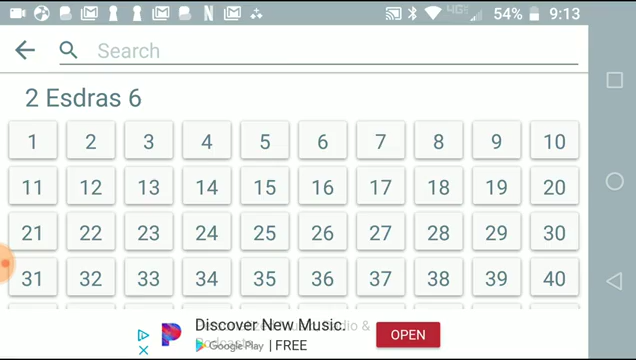 4G 54% 9:13
Search
2 Esdras 6
1 2 3 4 5 6 7 8 9 10
11 12 13 14 15 16 17 18 19 20
21 22 23 24 25 26 27 28 29 30
31 32 33 34 35 36 37 38 39 40
Discover New Music.
Google Play | FREE
OPEN